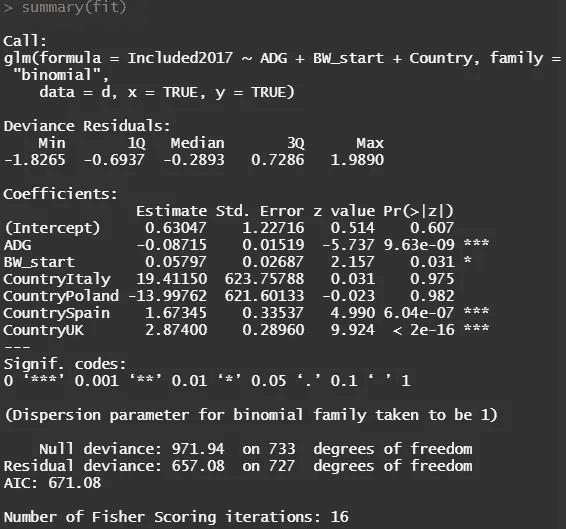 > summary(fit)
Call:
glm(formula = Included2017 ~ ADG + BW_start + Country, family =
"binomial",
data = d, x = TRUE, y = TRUE)
Deviance Residuals:
Min 1Q Median 3Q Max
-1.8265 -0.6937 -0.2893 0.7286 1.9890
Coefficients:
Estimate Std. Error z value Pr(>|z|)
(Intercept) 0.63047 1.22716 0.514 0.607
ADG -0.08715 0.01519 -5.737 9.63e-09 ***
BW_start 0.05797 0.02687 2.157 0.031 *
CountryItaly 19.41150 623.75788 0.031 0.975
CountryPoland -13.99762 621.60133 -0.023 0.982
CountrySpain 1.67345 0.33537 4.990 6.04e-07 ***
CountryUK 2.87400 0.28960 9.924 < 2e-16 ***
---
Signif. codes:
0 ‘***’ 0.001 ‘**’ 0.01 ‘*’ 0.05 ‘.’ 0.1 ‘ ’ 1
(Dispersion parameter for binomial family taken to be 1)
Null deviance: 971.94 on 733 degrees of freedom
Residual deviance: 657.08 on 727 degrees of freedom
AIC: 671.08
Number of Fisher Scoring iterations: 16